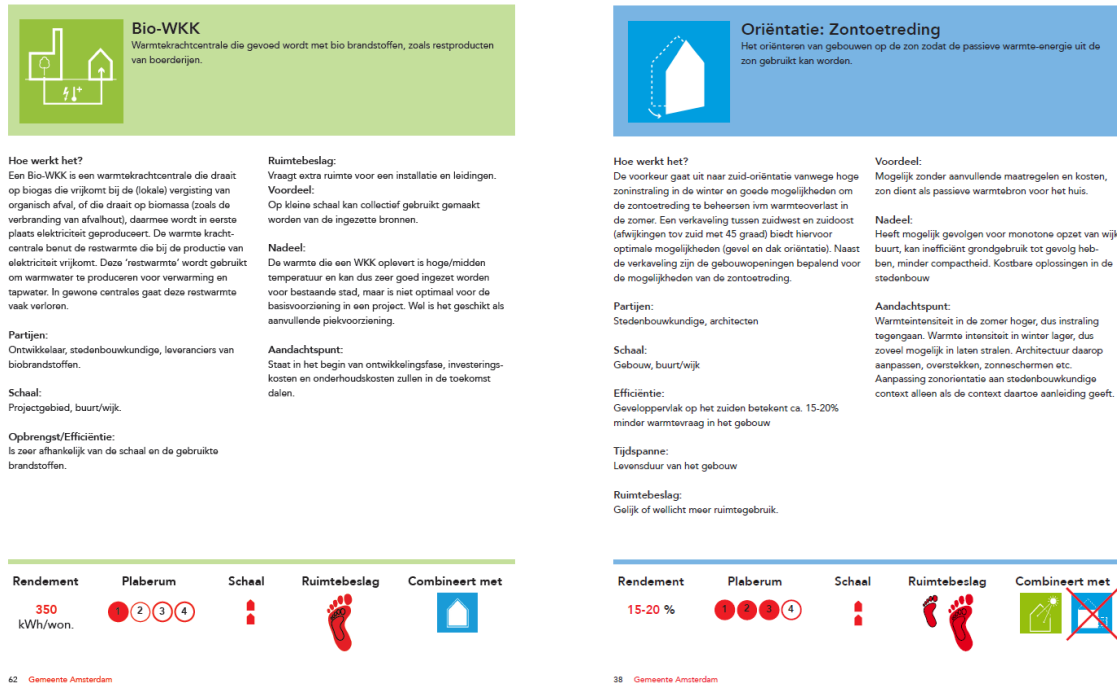 Bio-WKK
Warmtekrachtcentrale die gevoed wordt met bio brandstoffen, zoals restproducten
van boerderijen.
Hoe werkt het?
Een Bio-WKK is een warmtekrachtcentrale die draait
op biogas die vrijkomt bij de (lokale) vergisting van
organisch afval, of die draait op biomassa (zoals de
verbranding van afvalhout), daarmee wordt in eerste
plaats elektriciteit geproduceert. De warmte kracht-
centrale benut de restwarmte die bij de productie van
elektriciteit vrijkomt. Deze ‘restwarmte’ wordt gebruikt
om warmwater te produceren voor verwarming en
tapwater. In gewone centrales gaat deze restwarmte
vaak verloren.
Partijen:
Ontwikkelaar, stedenbouwkundige, leveranciers van
biobrandstoffen.
Schaal:
Projectgebied, buurt/wijk.
Opbrengst/Efficiëntie:
Is zeer afhankelijk van de schaal en de gebruikte
brandstoffen.
Ruimtebeslag:
Vraagt extra ruimte voor een installatie en leidingen.
Voordeel:
Op kleine schaal kan collectief gebruikt gemaakt
worden van de ingezette bronnen.
Nadeel:
De warmte die een WKK oplevert is hoge/midden
temperatuur en kan dus zeer goed ingezet worden
voor bestaande stad, maar is niet optimaal voor de
basisvoorziening in een project. Wel is het geschikt als
aanvullende piekvoorziening.
Aandachtspunt:
Staat in het begin van ontwikkelingsfase, investerings-
kosten en onderhoudskosten zullen in de toekomst
dalen.
Rendement Plaberum Schaal Ruimtebeslag Combineert met
350
kWh/won.
1 2 3 4
62 Gemeente Amsterdam
Oriëntatie: Zontoetreding
Het oriënteren van gebouwen op de zon zodat de passieve warmte-energie uit de
zon gebruikt kan worden.
Hoe werkt het?
De voorkeur gaat uit naar zuid-oriëntatie vanwege hoge
zoninstraling in de winter en goede mogelijkheden om
de zontoetreding te beheersen ivm warmteoverlast in
de zomer. Een verkaveling tussen zuidwest en zuidoost
(afwijkingen tov zuid met 45 graad) biedt hiervoor
optimale mogelijkheden (gevel en dak oriëntatie). Naast
de verkaveling zijn de gebouwopeningen bepalend voor
de mogelijkheden van de zontoetreding.
Partijen:
Stedenbouwkundige, architecten
Schaal:
Gebouw, buurt/wijk
Efficiëntie:
Geveloppervlak op het zuiden betekent ca. 15-20%
minder warmtevraag in het gebouw
Tijdspanne:
Levensduur van het gebouw
Ruimtebeslag:
Gelijk of wellicht meer ruimtegebruik.
Voordeel:
Mogelijk zonder aanvullende maatregelen en kosten,
zon dient als passieve warmtebron voor het huis.
Nadeel:
Heeft mogelijk gevolgen voor monotone opzet van wijk
buurt, kan inefficiënt grondgebruik tot gevolg heb-
ben, minder compactheid. Kostbare oplossingen in de
stedenbouw
Aandachtspunt:
Warmteintensiteit in de zomer hoger, dus instraling
tegengaan. Warmte intensiteit in winter lager, dus
zoveel mogelijk in laten stralen. Architectuur daarop
aanpassen, overstekken, zonneschermen etc.
Aanpassing zonorientatie aan stedenbouwkundige
context alleen als de context daartoe aanleiding geeft.
Rendement Plaberum Schaal Ruimtebeslag Combineert met
15-20 %
1 2 3 4
38 Gemeente Amsterdam